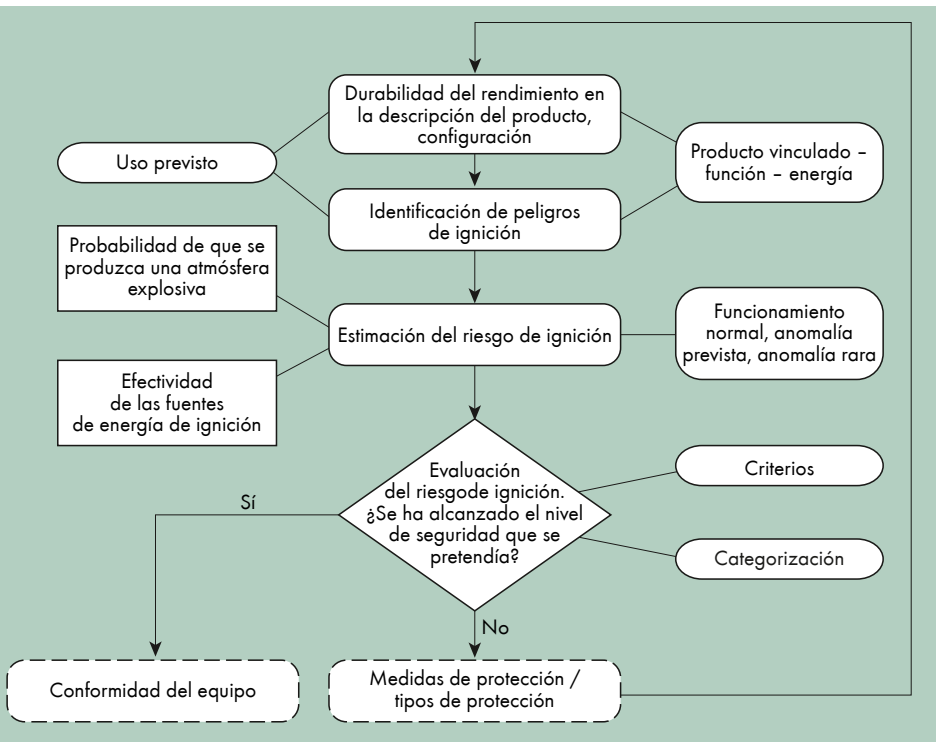 Durabilidad del rendimiento en
la descripción del producto,
configuración
Uso previsto
Producto vinculado –
función – energía
Identificación de peligros
de ignición
Probabilidad de que se
produzca una atmósfera
explosiva
Estimación del riesgo de ignición
Funcionamiento
normal, anomalía
prevista, anomalía rara
Efectividad
de las fuentes
de energía de ignición
Evaluación
del riesgode ignición.
¿Se ha alcanzado el nivel
de seguridad que se
pretendía?
Criterios
Categorización
Sí
No
Conformidad del equipo
Medidas de protección /
tipos de protección